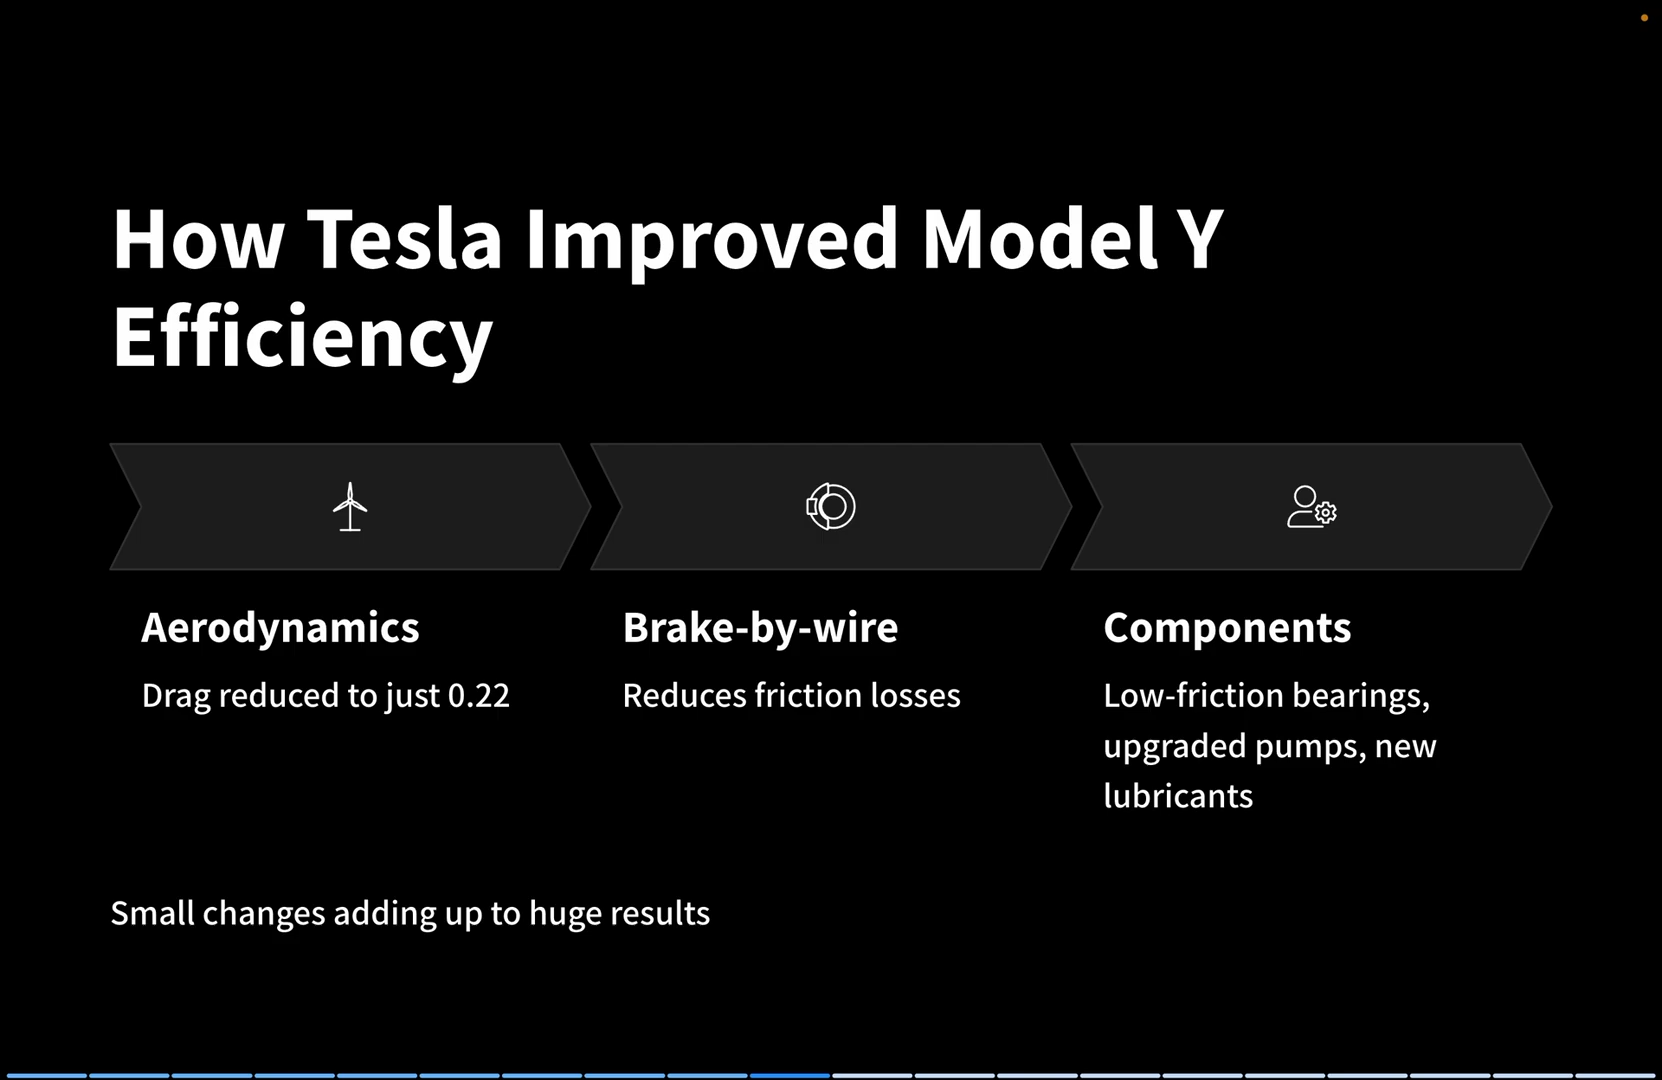 How Tesla Improved Model Y
Efficiency
Aerodynamics
Drag reduced to just 0.22
Brake-by-wire
Reduces friction losses
Components
Low-friction bearings,
upgraded pumps, new
lubricants
Small changes adding up to huge results